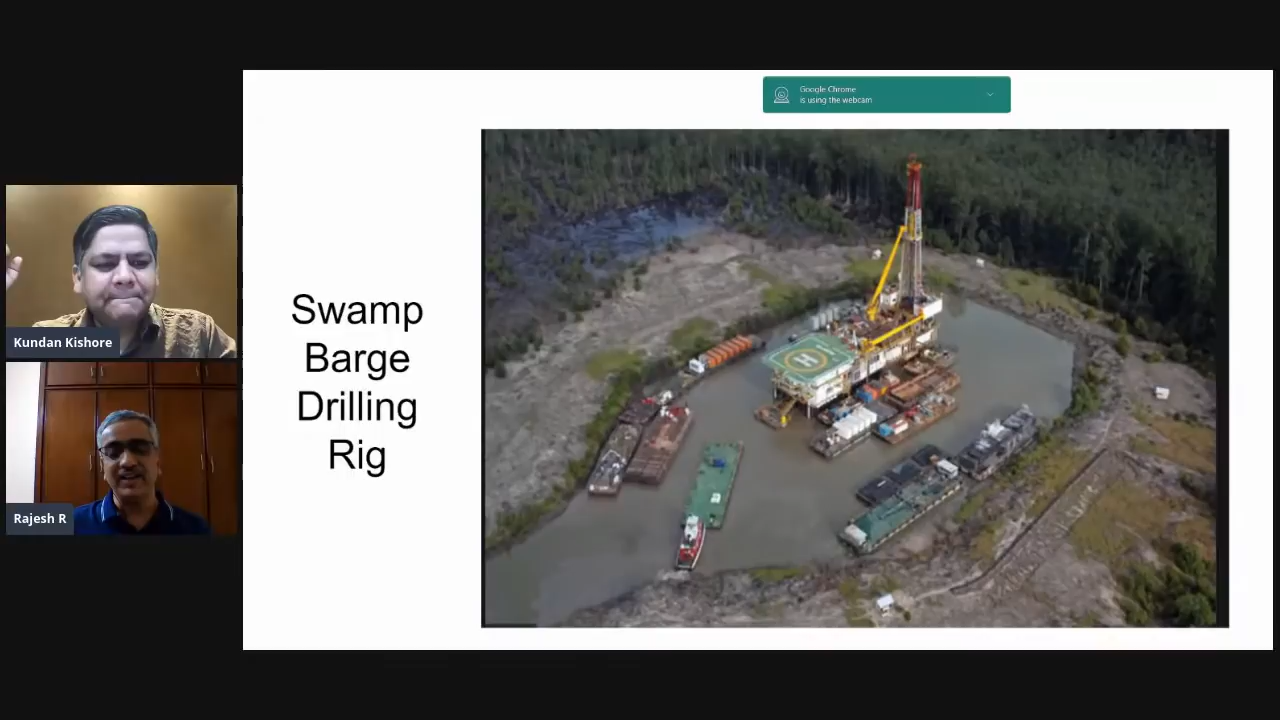 Google Chrome
is using the webcam
Swamp
Barge
Drilling
Rig
H
Kundan Kishore
Rajesh R